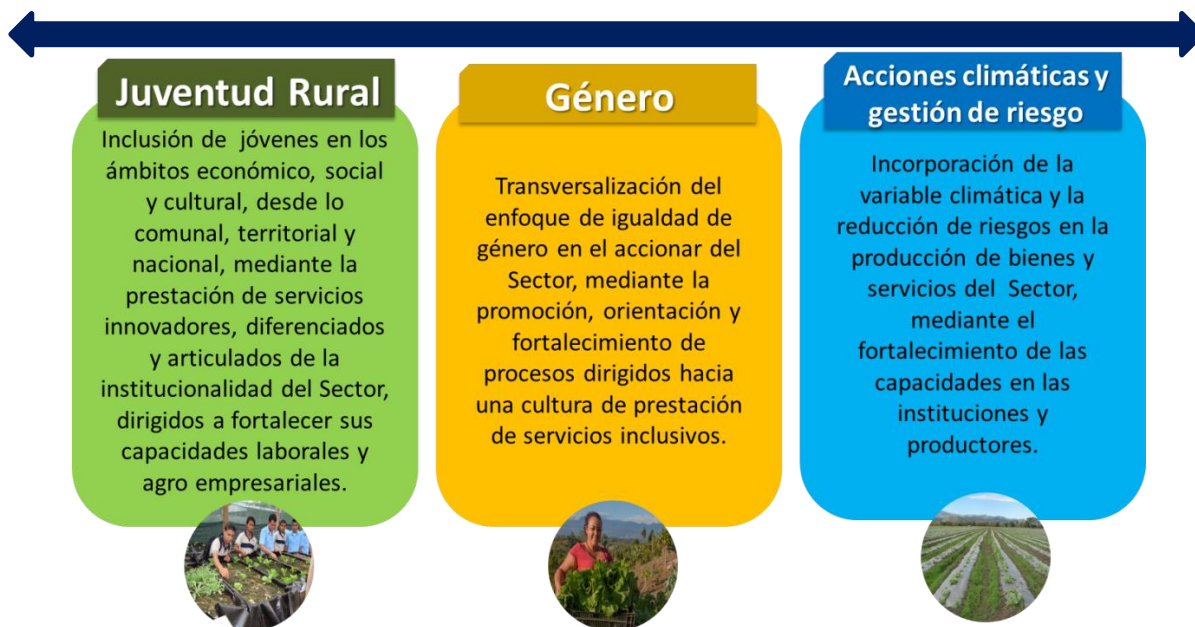 Juventud Rural
Inclusión de jóvenes en los
ámbitos económico, social
y cultural, desde lo
comunal, territorial y
nacional, mediante la
prestación de servicios
innovadores, diferenciados
y articulados de la
institucionalidad del Sector,
dirigidos a fortalecer sus
capacidades laborales y
agro empresariales.
Género
Transversalización del
enfoque de igualdad de
género en el accionar del
Sector, mediante la
promoción, orientación y
fortalecimiento de
procesos dirigidos hacia
una cultura de prestación
de servicios inclusivos.
Acciones climáticas y
gestión de riesgo
Incorporación de la
variable climática y la
reducción de riesgos en la
producción de bienes y
servicios del Sector,
mediante el
fortalecimiento de las
capacidades en las
instituciones y
productores.